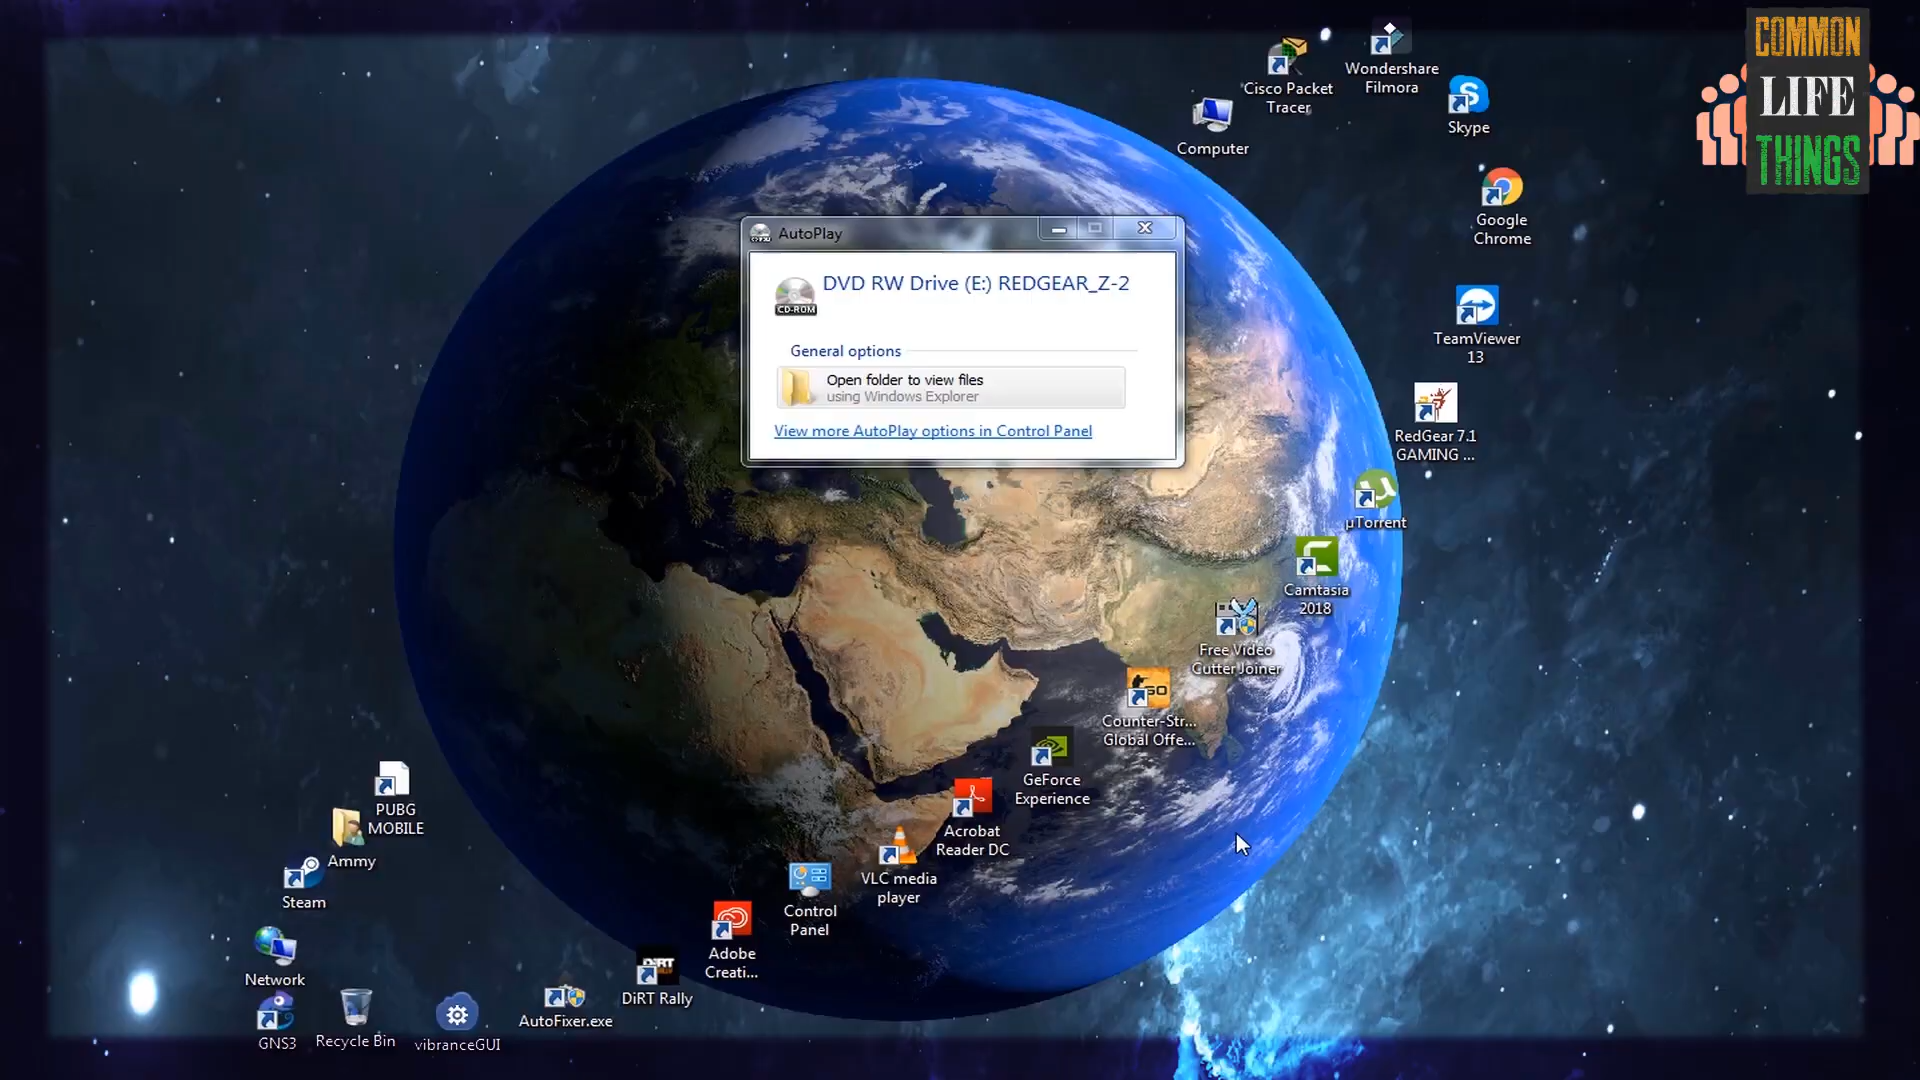 COMMON
LIFE
THINGS
Wondershare
Filmora
Cisco Packet
Tracer
Skype
Computer
Google
Chrome
AutoPlay
DVD RW Drive (E:) REDGEAR_Z-2
CD-ROM
General options
Open folder to view files
using Windows Explorer
View more AutoPlay options in Control Panel
TeamViewer
13
RedGear 7.1
GAMING ...
µTorrent
Camtasia
2018
Free Video
Cutter Joiner
GO
Counter-Str...
Global Offe...
GeForce
Experience
PUBG
MOBILE
Acrobat
Reader DC
Ammy
VLC media
player
Steam
Control
Panel
Adobe
Creati...
Network
DiRT
DiRT Rally
AutoFixer.exe
GNS3
Recycle Bin
vibranceGUI